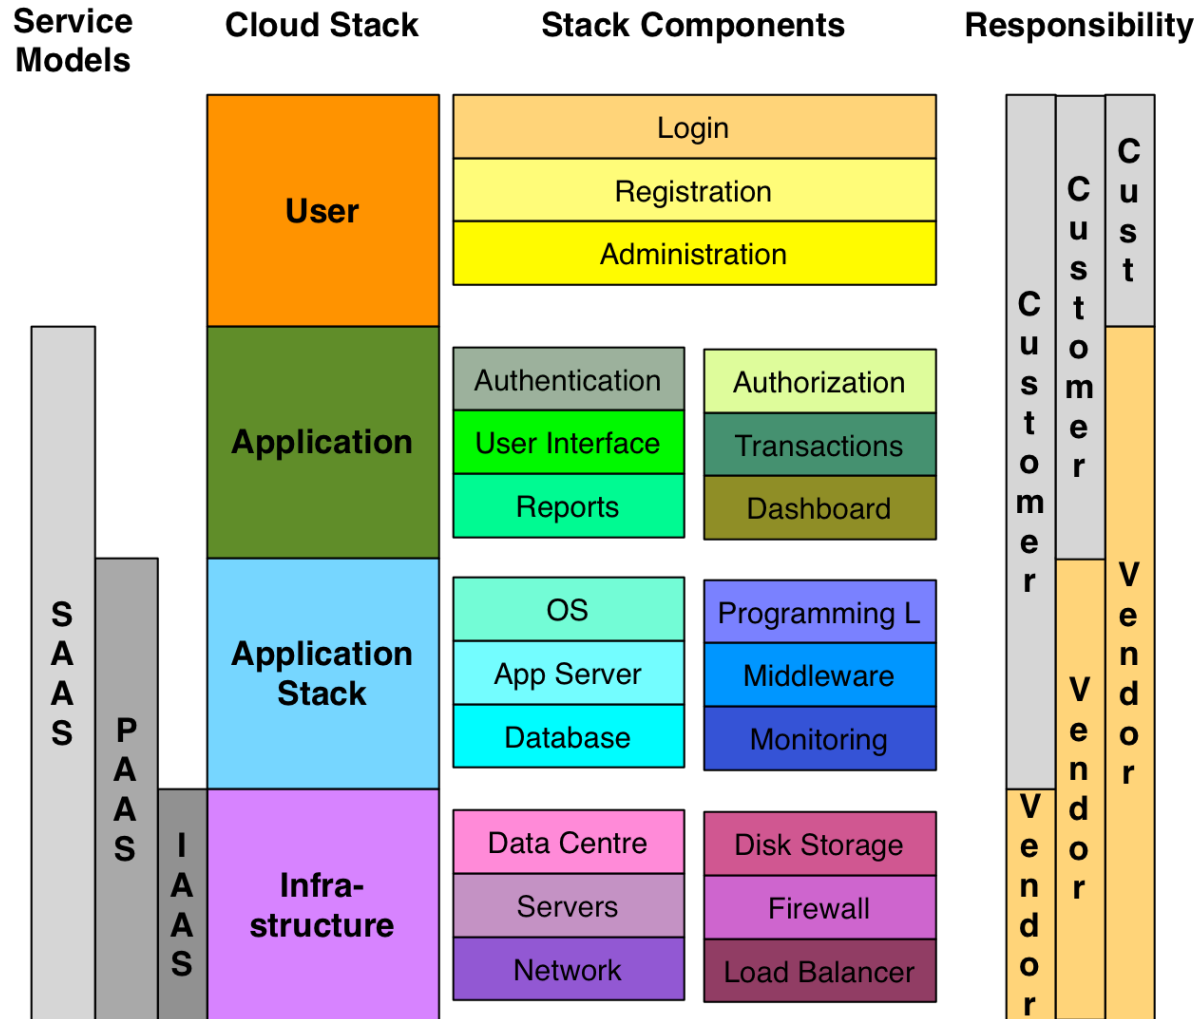 Service
Models
Cloud Stack
Stack Components
Responsibility
User
Login
Registration
Administration
Application
Authentication
User Interface
Reports
Authorization
Transactions
Dashboard
Application
Stack
OS
App Server
Database
Programming L
Middleware
Monitoring
Infra-
structure
Data Centre
Servers
Network
Disk Storage
Firewall
Load Balancer
SAAS
PAAS
IAAS
Customer
Vendor
Customer
Vendor
Cust
Vendor